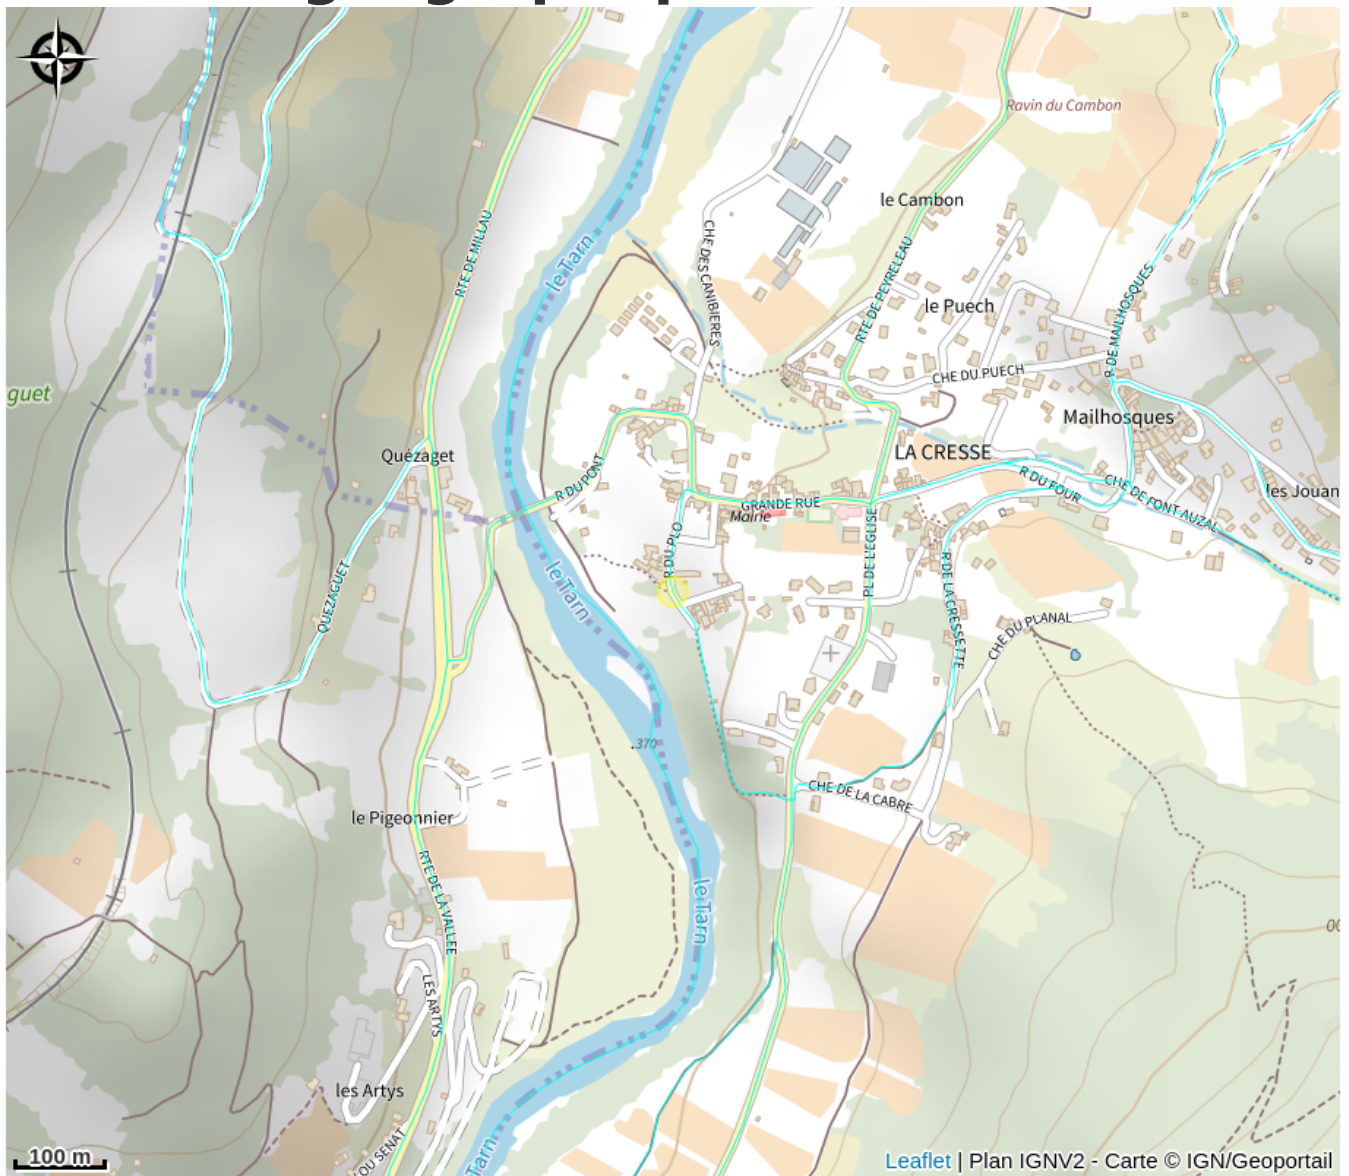 Ravin du Cambon
le Cambon
RTE DE MILLAU
le Tarn
CHE DES CANIBIERES
RTE DE PEYRELEAU
le Puech
R DE MAILHOSQUES
CHE DU PUECH
guet
Mailhosques
Quézaget
LA CRESSE
R DU PONT
R DU FOUR
CHE DE FONT AUZAL
les Jouan
GRANDE RUE
Mairie
R DU PLO
PL DE L'EGLISE
QUEZAGUET
le Tarn
R DE LA CRESSETTE
CHE DU PLANAL
.370
CHE DE LA CABRE
le Pigeonnier
RTE DE LA VALLEE
le Tarn
LES ARTYS
les Artys
OU SENAT
Tarn
100 m
Leaflet | Plan IGNV2 - Carte © IGN/Geoportail